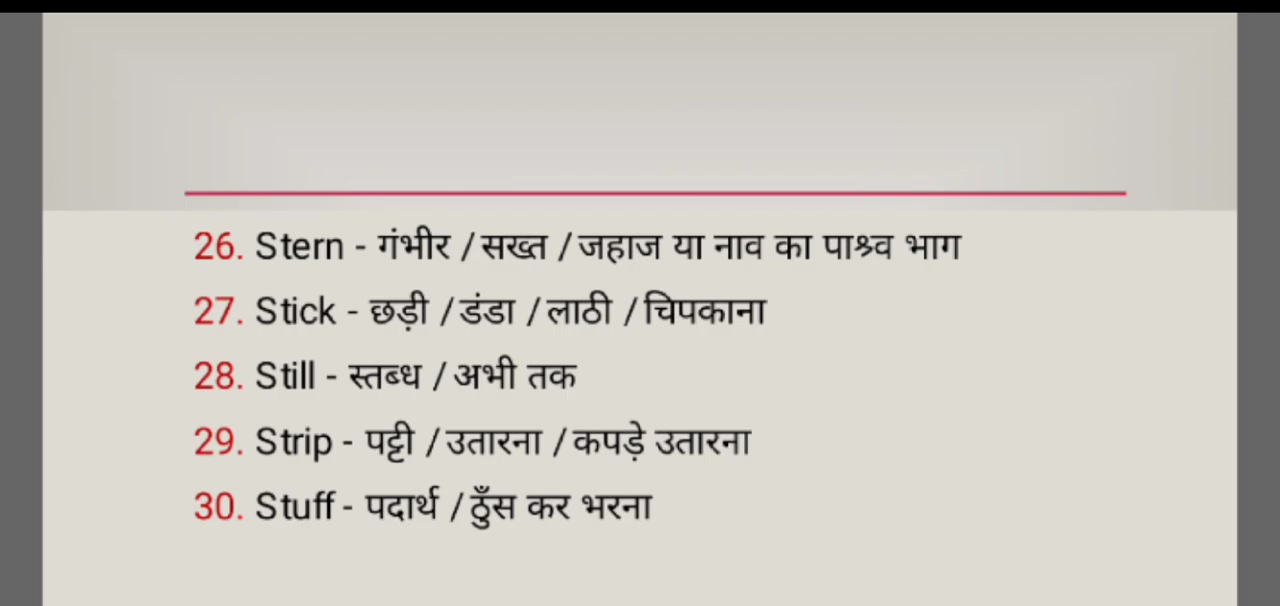 26. Stern - गंभीर / सख्त / जहाज या नाव का पाश्र्व भाग
27. Stick - छड़ी / डंडा / लाठी / चिपकाना
28. Still - स्तब्ध / अभी तक
29. Strip - पट्टी / उतारना / कपड़े उतारना
30. Stuff - पदार्थ / ठुँस कर भरना